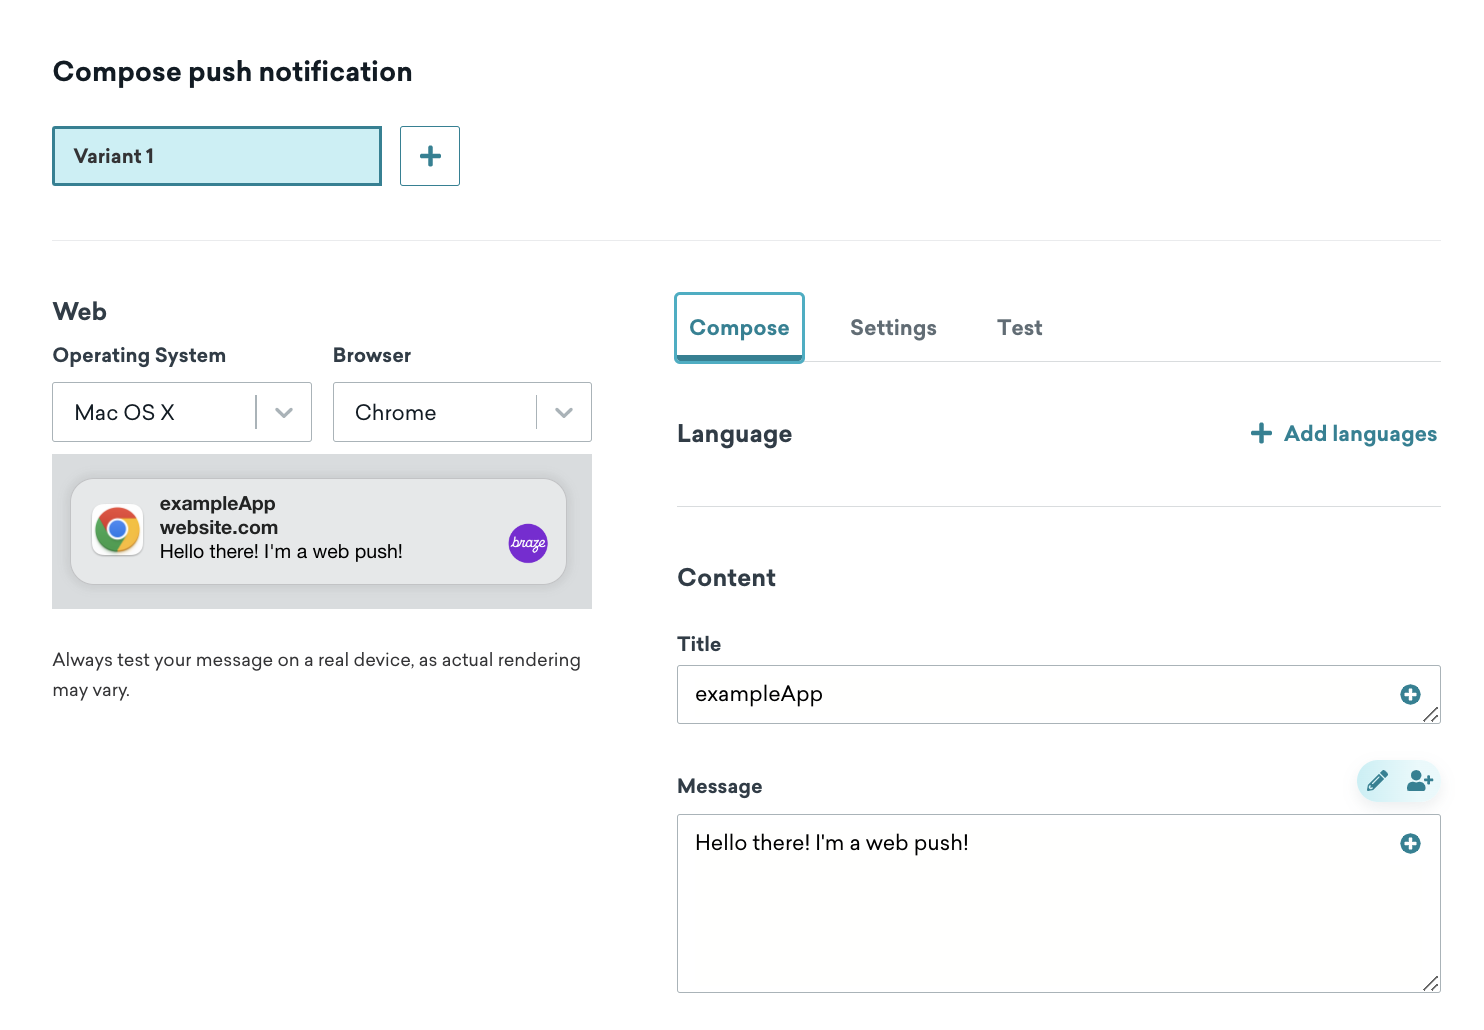 Compose push notification
Variant 1
Web
Operating System
Browser
Mac OS X
Chrome
exampleApp
website.com
Hello there! I'm a web push!
braze
Always test your message on a real device, as actual rendering
may vary.
Compose
Settings
Test
Language
Add languages
Content
Title
exampleApp
Message
Hello there! I'm a web push!